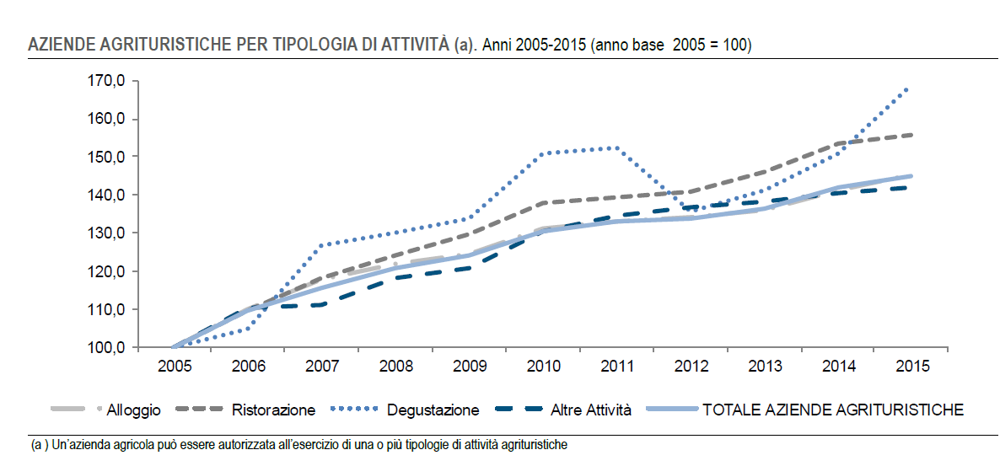 AZIENDE AGRITURISTICHE PER TIPOLOGIA DI ATTIVITÀ (a). Anni 2005-2015 (anno base  2005 = 100)
170,0
160,0
150,0
140,0
130,0
120,0
110,0
100,0
2005 2006 2007 2008 2009 2010 2011 2012 2013 2014 2015
Alloggio Ristorazione Degustazione Altre Attività TOTALE AZIENDE AGRITURISTICHE
(a ) Un'azienda agricola può essere autorizzata all'esercizio di una o più tipologie di attività agrituristiche